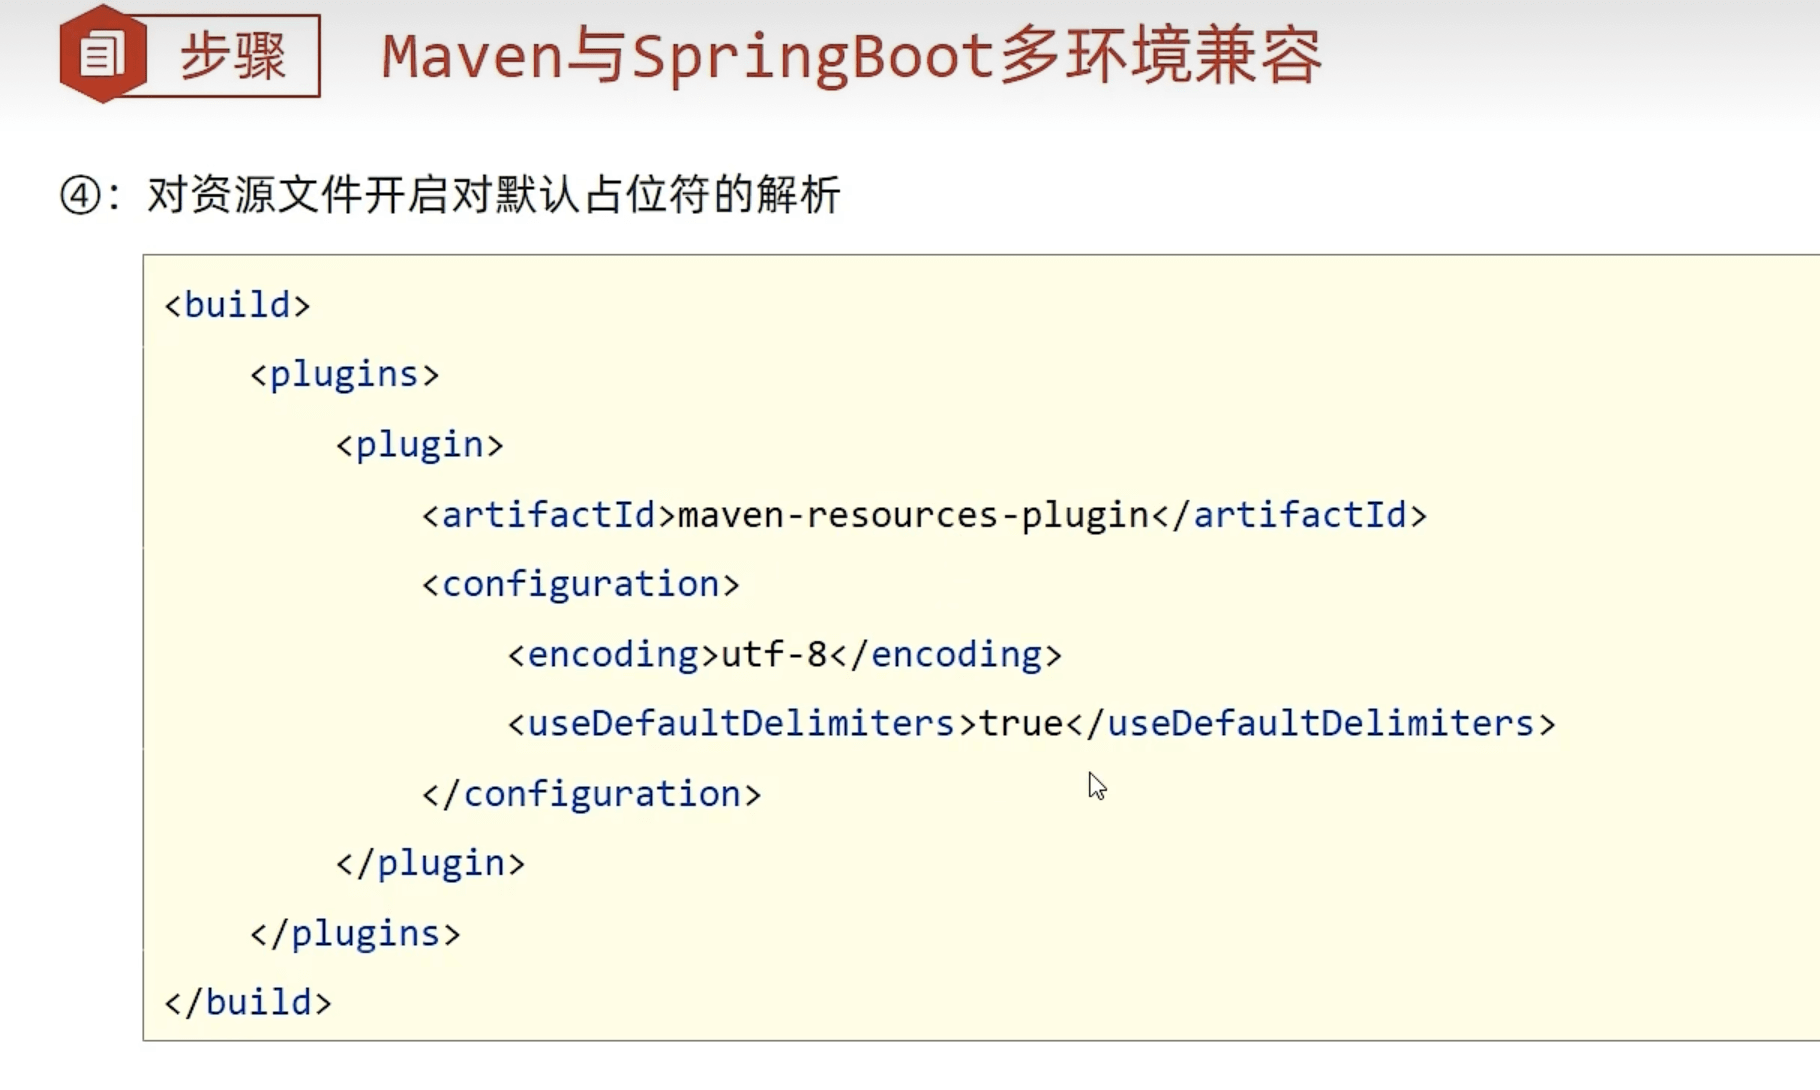 步骤 Maven与SpringBoot多环境兼容
④：对资源文件开启对默认占位符的解析
<build>
<plugins>
<plugin>
<artifactId>maven-resources-plugin</artifactId>
<configuration>
<encoding>utf-8</encoding>
<useDefaultDelimiters>true</useDefaultDelimiters>
</configuration>
</plugin>
</plugins>
</build>